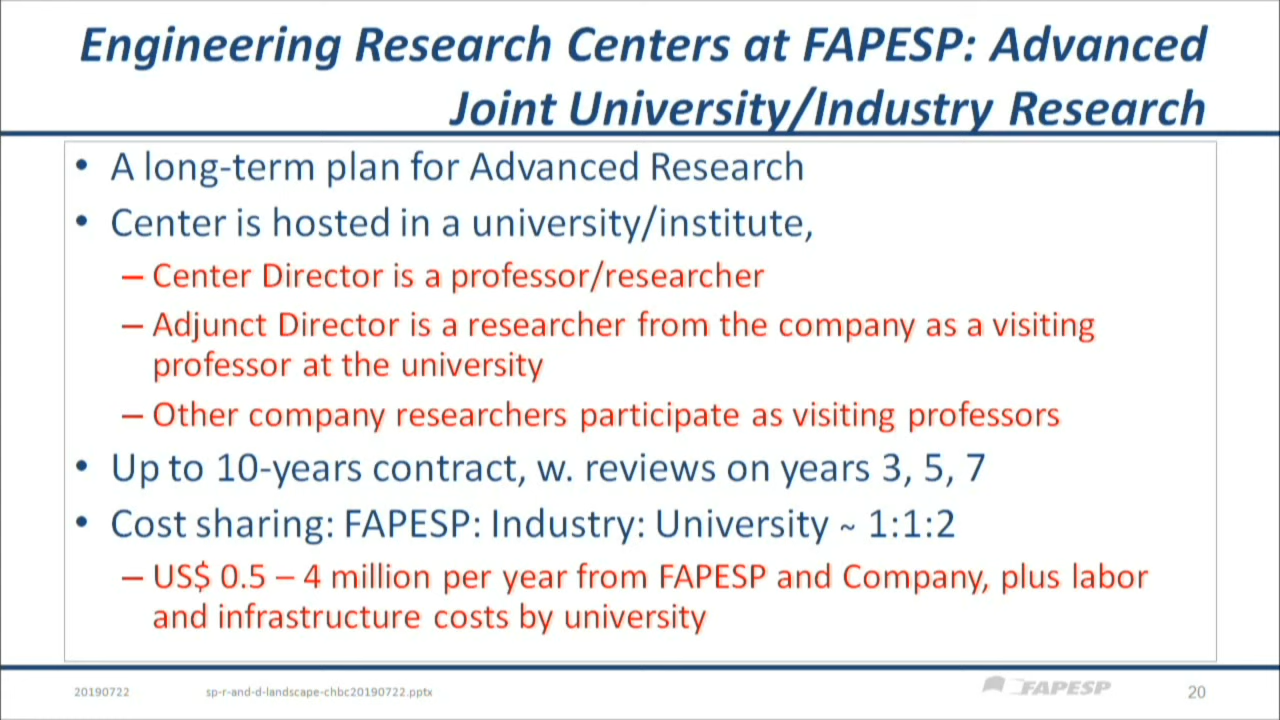 Engineering Research Centers at FAPESP: Advanced
Joint University/Industry Research
• A long-term plan for Advanced Research
• Center is hosted in a university/institute,
– Center Director is a professor/researcher
– Adjunct Director is a researcher from the company as a visiting
professor at the university
– Other company researchers participate as visiting professors
• Up to 10-years contract, w. reviews on years 3, 5, 7
• Cost sharing: FAPESP: Industry: University ~ 1:1:2
– US$ 0.5 – 4 million per year from FAPESP and Company, plus labor
and infrastructure costs by university
20190722
sp-r-and-d-landscape-chbc20190722.pptx
FAPESP
20